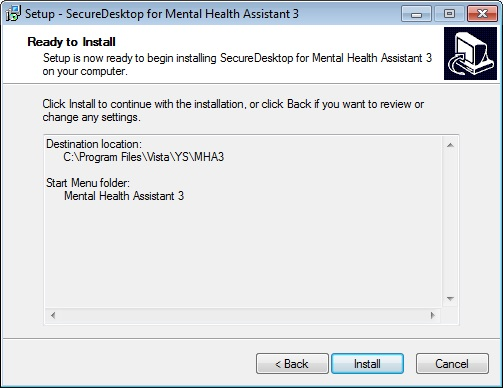 Setup - SecureDesktop for Mental Health Assistant 3
Ready to Install
Setup is now ready to begin installing SecureDesktop for Mental Health Assistant 3
on your computer.
Click Install to continue with the installation, or click Back if you want to review or
change any settings.
Destination location:
C:\Program Files\Vista\YS\MHA3
Start Menu folder:
Mental Health Assistant 3
< Back
Install
Cancel